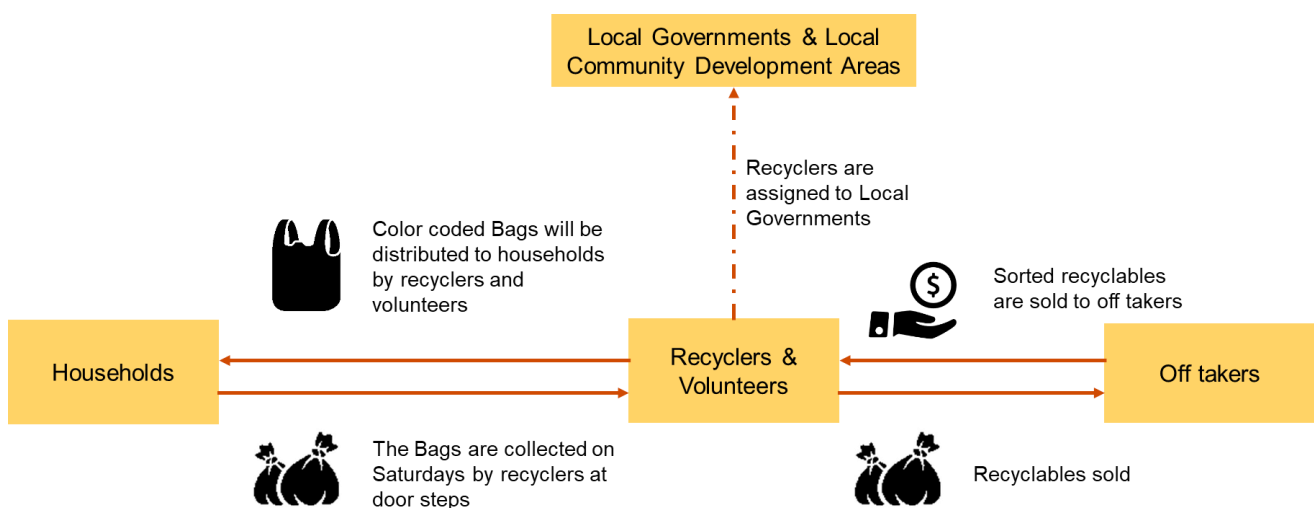 Local Governments & Local
Community Development Areas
Recyclers are
assigned to Local
Governments
Color coded Bags will be
distributed to households
by recyclers and
volunteers
$
Sorted recyclables
are sold to off takers
Households
Recyclers &
Volunteers
Off takers
The Bags are collected on
Saturdays by recyclers at
door steps
Recyclables sold